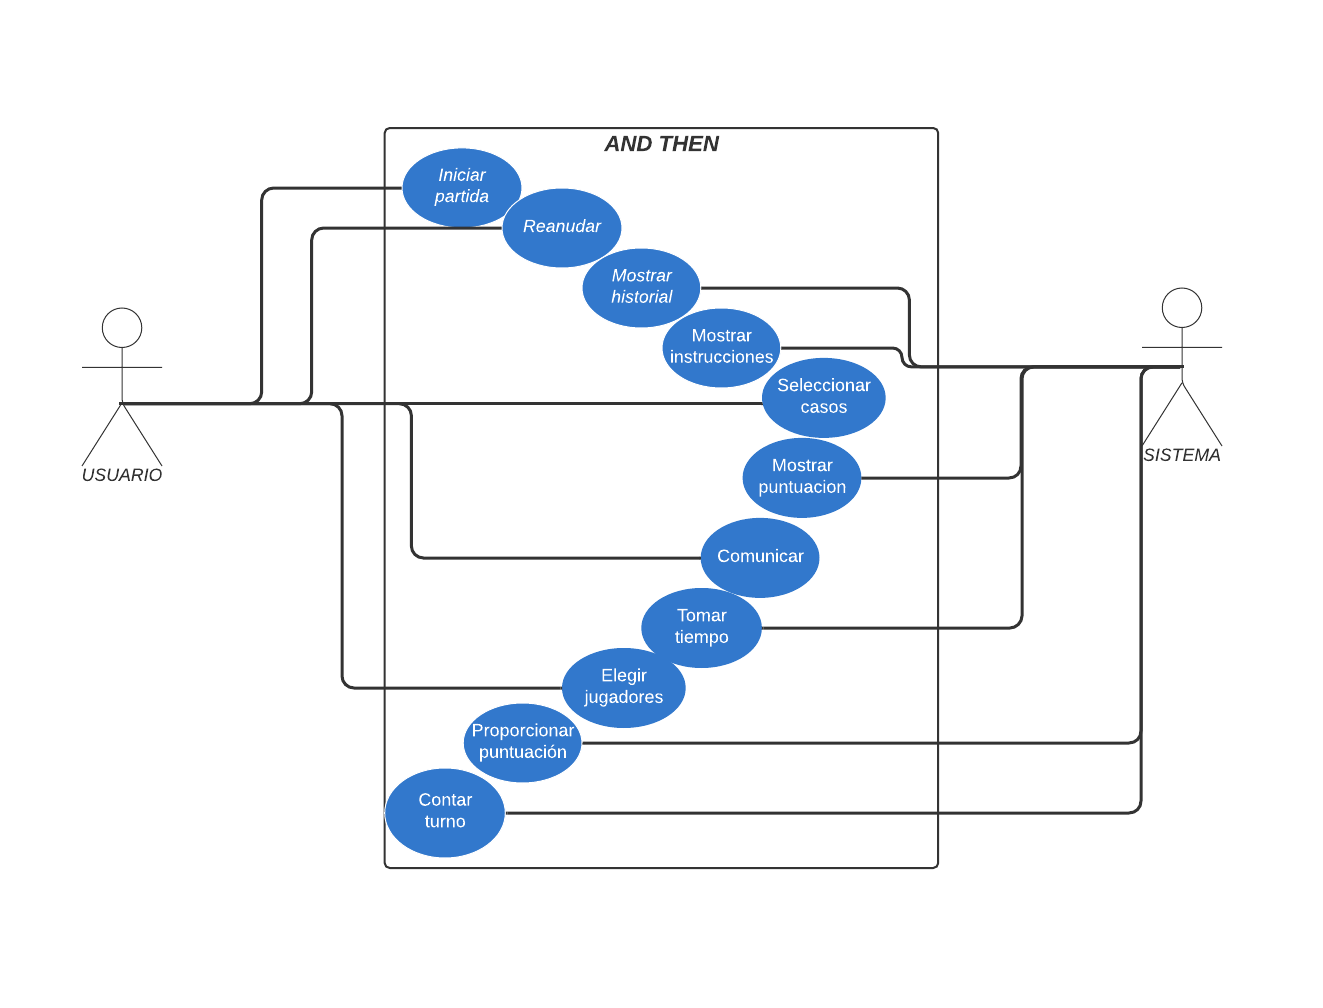 AND THEN
Iniciar
partida
Reanudar
Mostrar
historial
Mostrar
instrucciones
Seleccionar
casos
Mostrar
puntuacion
Comunicar
Tomar
tiempo
Elegir
jugadores
Proporcionar
puntuación
Contar
turno
USUARIO
SISTEMA